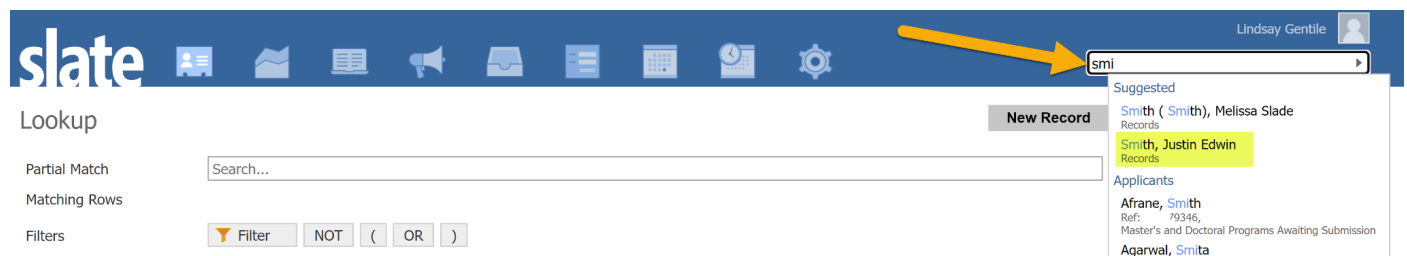 slate
Lindsay Gentile
smi
Lookup
New Record
Partial Match
Search...
Matching Rows
Filters
Filter NOT ( OR )
Suggested
Smith ( Smith), Melissa Slade
Records
Smith, Justin Edwin
Records
Applicants
Afrane, Smith
Ref: 79346,
Master's and Doctoral Programs Awaiting Submission
Agarwal, Smita